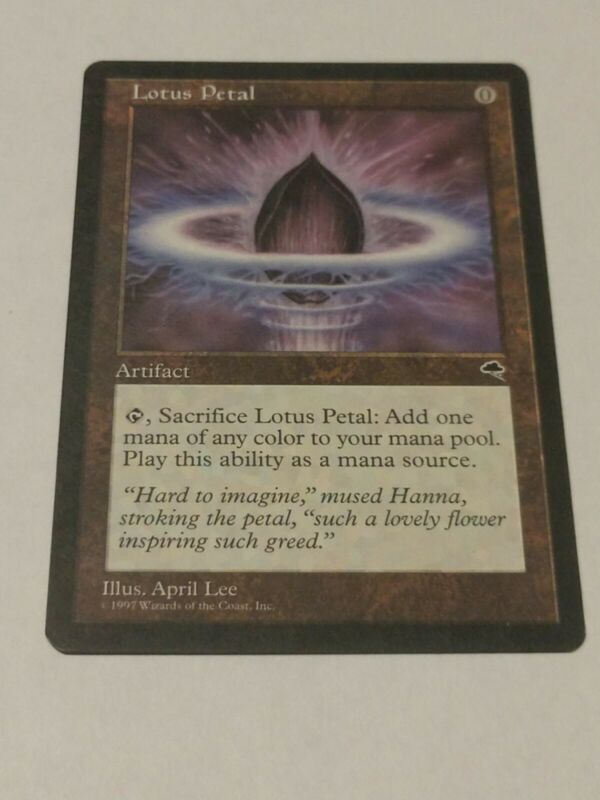 Lotus Petal 0
Artifact
, Sacrifice Lotus Petal: Add one
mana of any color to your mana pool.
Play this ability as a mana source.
“Hard to imagine,” mused Hanna,
stroking the petal, “such a lovely flower
inspiring such greed.”
Illus. April Lee
© 1997 Wizards of the Coast, Inc.